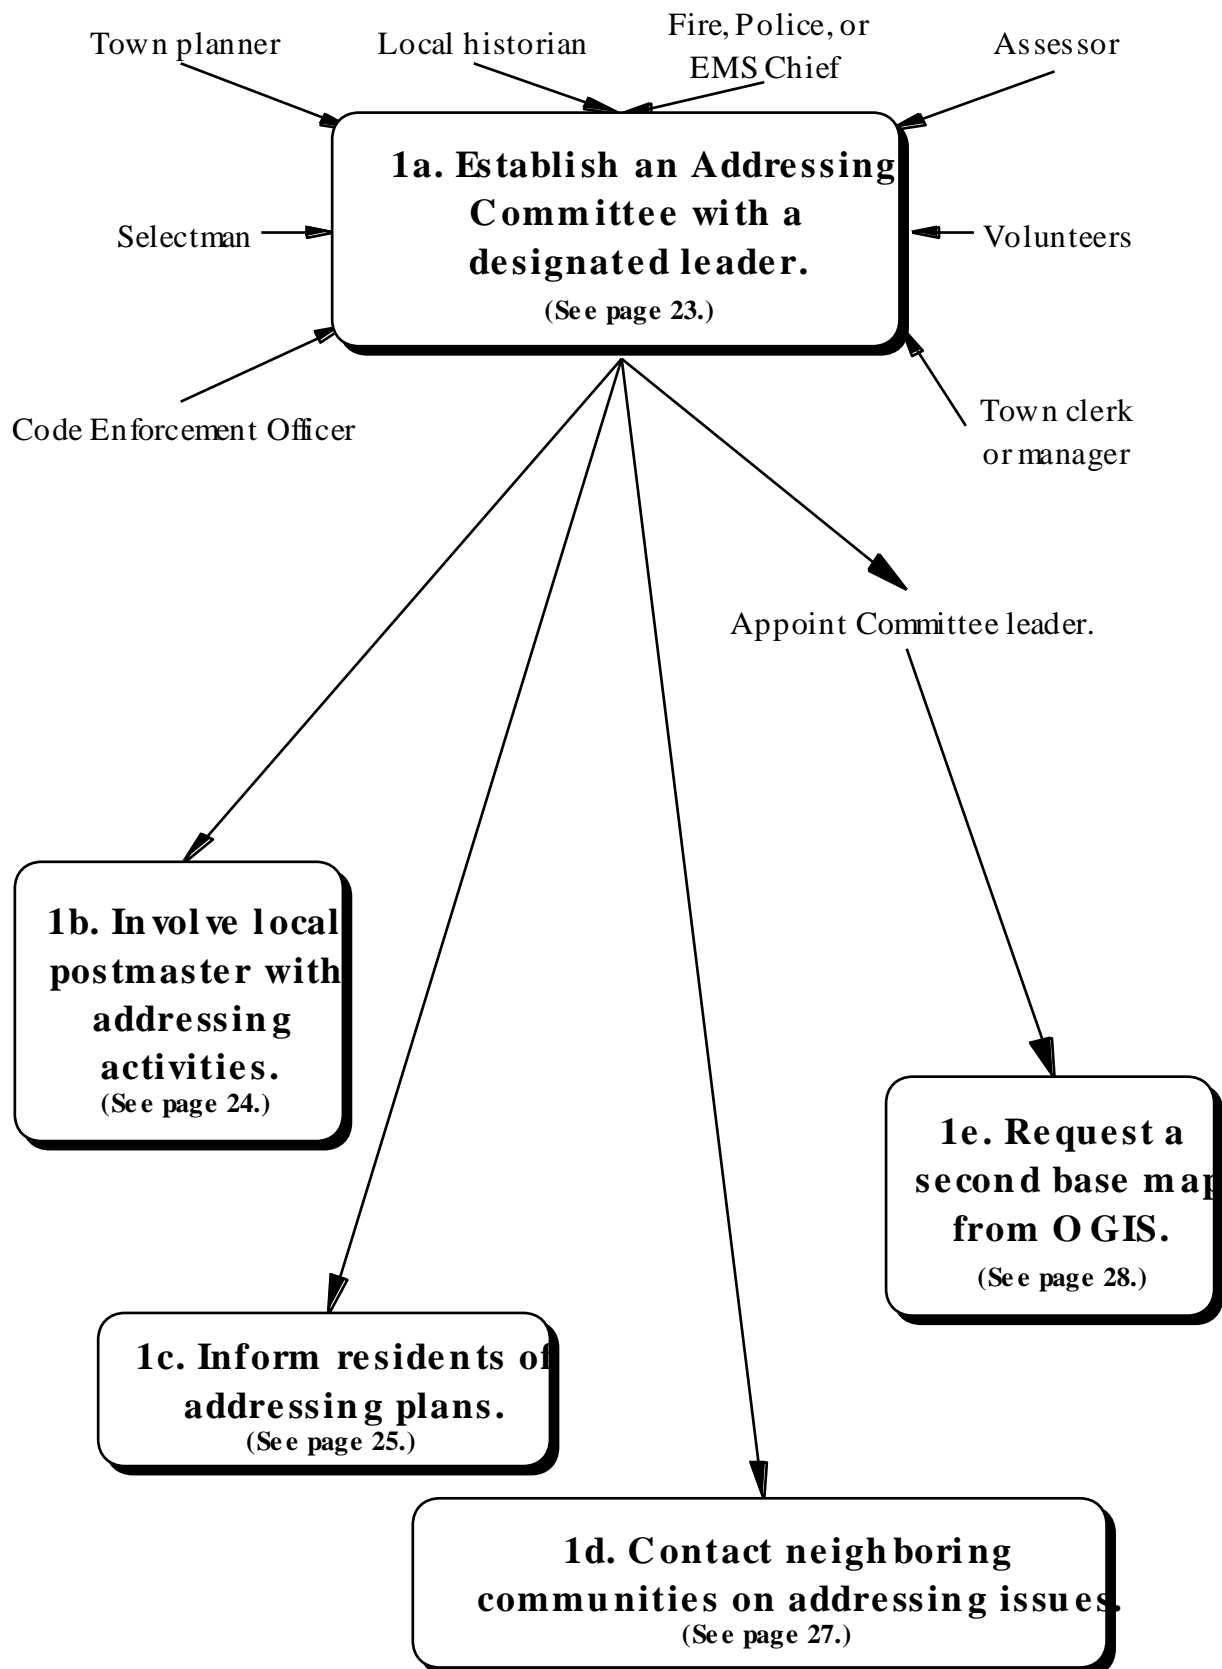 Town planner
Local historian
Fire, Police, or
EMS Chief
Assessor
1a. Establish an Addressing
Committee with a
designated leader.
(See page 23.)
Selectman
Volunteers
Code Enforcement Officer
Town clerk
or manager
Appoint Committee leader.
1b. Involve local
postmaster with
addressing
activities.
(See page 24.)
1e. Request a
second base map
from OGIS.
(See page 28.)
1c. Inform residents of
addressing plans.
(See page 25.)
1d. Contact neighboring
communities on addressing issues.
(See page 27.)